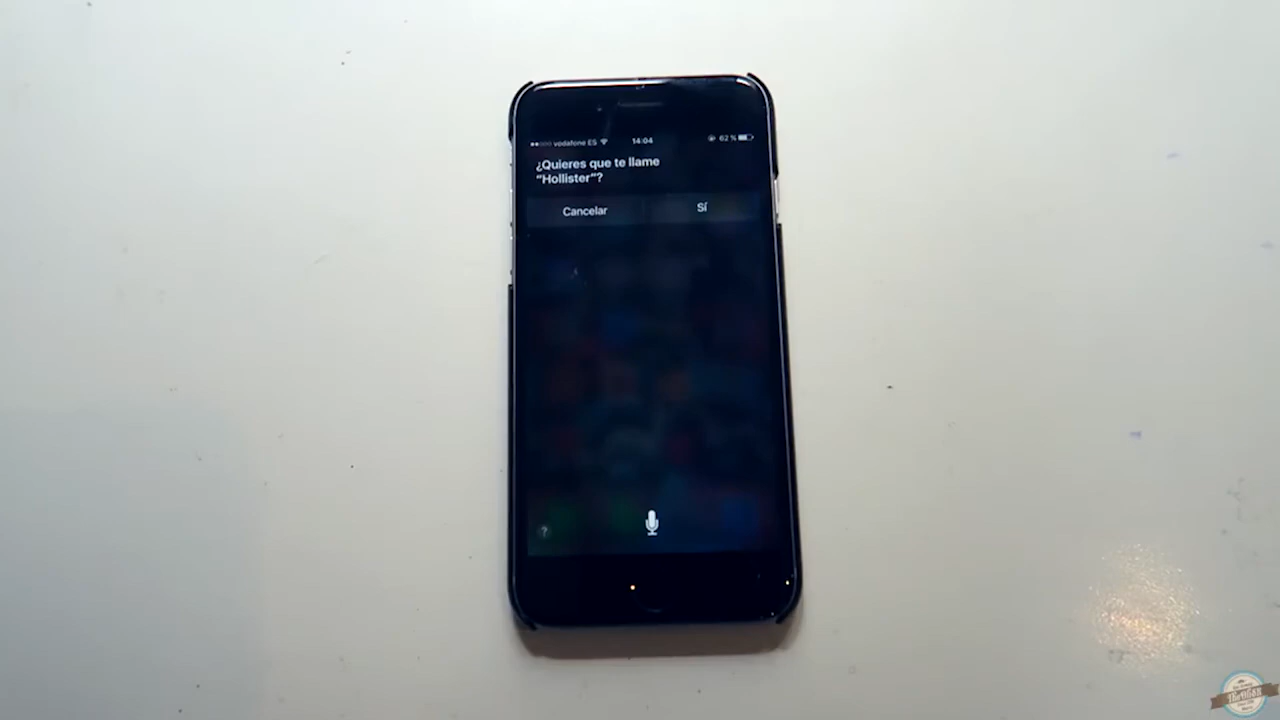 vodafone ES 14:04 62 %
¿Quieres que te llame
“Hollister”?
Cancelar Sí
?